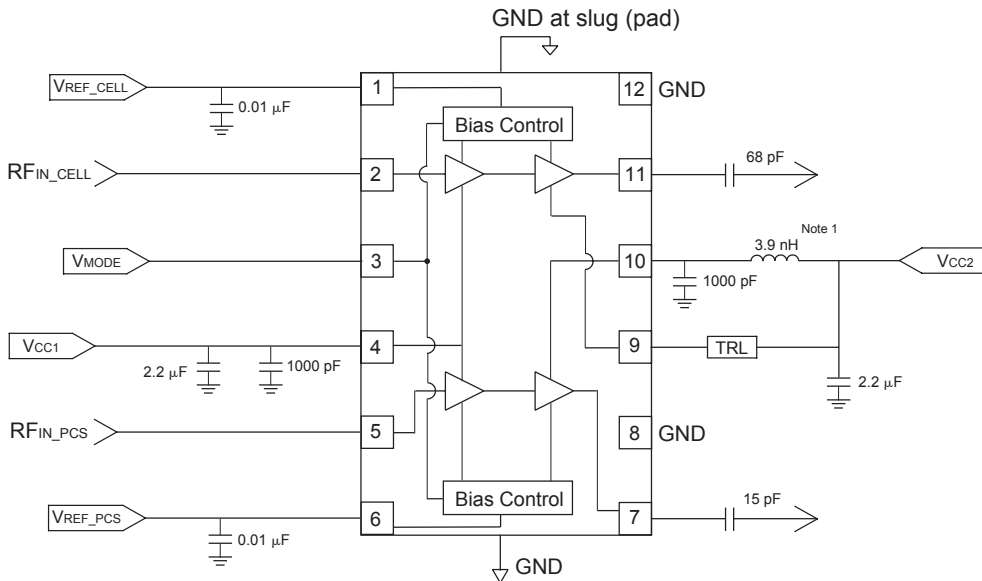 GND at slug (pad)
VREF_CELL
0.01 µF
1
12
GND
Bias Control
RFIN_CELL
2
11
68 pF
VMODE
3
10
1000 pF
3.9 nH
Note 1
VCC2
VCC1
2.2 µF
1000 pF
4
9
TRL
2.2 µF
RFIN_PCS
5
8
GND
Bias Control
VREF_PCS
0.01 µF
6
7
15 pF
GND